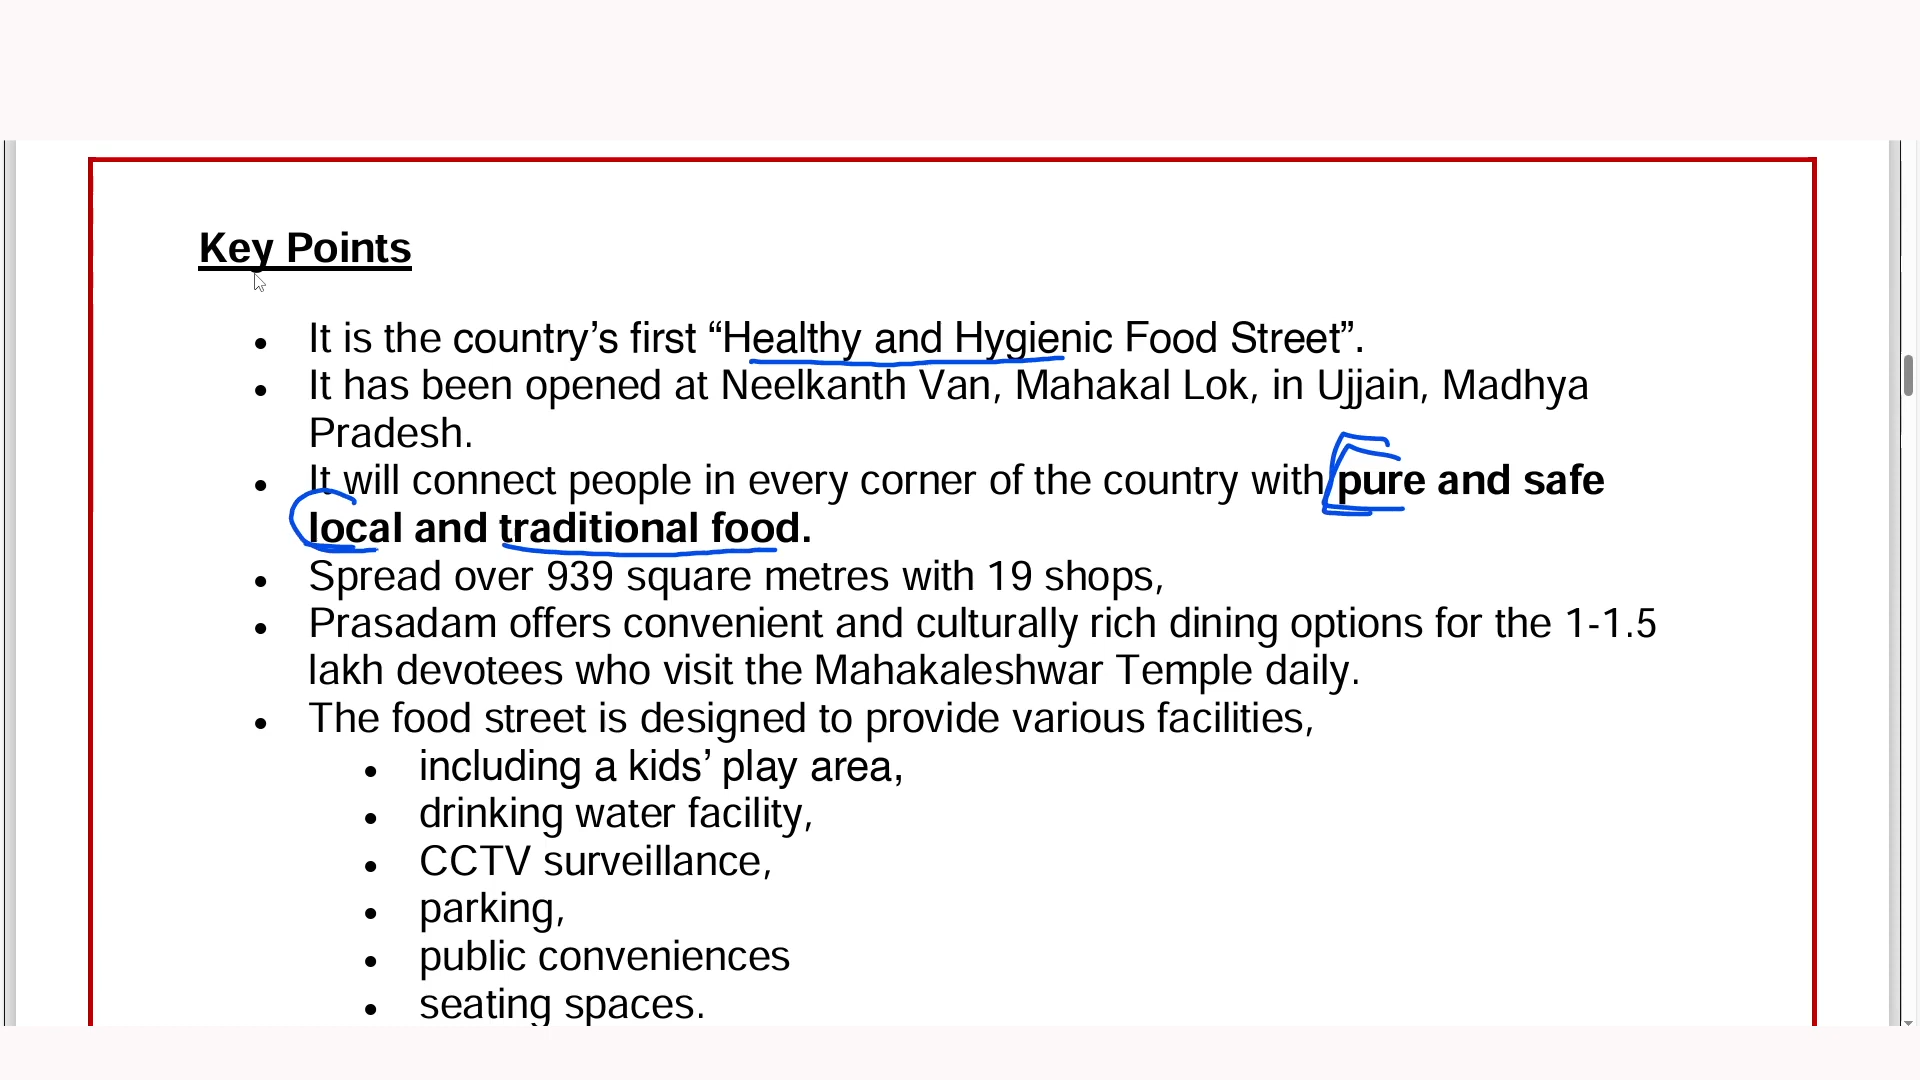 Key Points
• It is the country’s first “Healthy and Hygienic Food Street”.
• It has been opened at Neelkanth Van, Mahakal Lok, in Ujjain, Madhya
Pradesh.
• It will connect people in every corner of the country with pure and safe
local and traditional food.
• Spread over 939 square metres with 19 shops,
• Prasadam offers convenient and culturally rich dining options for the 1-1.5
lakh devotees who visit the Mahakaleshwar Temple daily.
• The food street is designed to provide various facilities,
• including a kids’ play area,
• drinking water facility,
• CCTV surveillance,
• parking,
• public conveniences
• seating spaces.